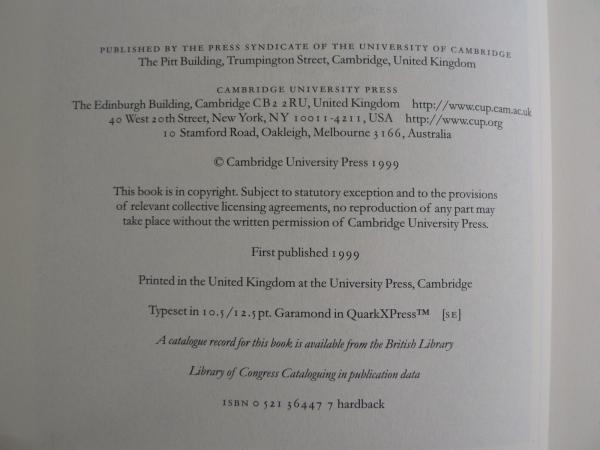 PUBLISHED BY THE PRESS SYNDICATE OF THE UNIVERSITY OF CAMBRIDGE
The Pitt Building, Trumpington Street, Cambridge, United Kingdom
CAMBRIDGE UNIVERSITY PRESS
The Edinburgh Building, Cambridge CB2 2RU, United Kingdom http://www.cup.cam.ac.uk
40 West 20th Street, New York, NY 10011-4211, USA http://www.cup.org
10 Stamford Road, Oakleigh, Melbourne 3166, Australia
© Cambridge University Press 1999
This book is in copyright. Subject to statutory exception and to the provisions
of relevant collective licensing agreements, no reproduction of any part may
take place without the written permission of Cambridge University Press.
First published 1999
Printed in the United Kingdom at the University Press, Cambridge
Typeset in 10.5/12.5 pt. Garamond in QuarkXPress™ [SE]
A catalogue record for this book is available from the British Library
Library of Congress Cataloguing in publication data
ISBN 0 521 36447 7 hardback